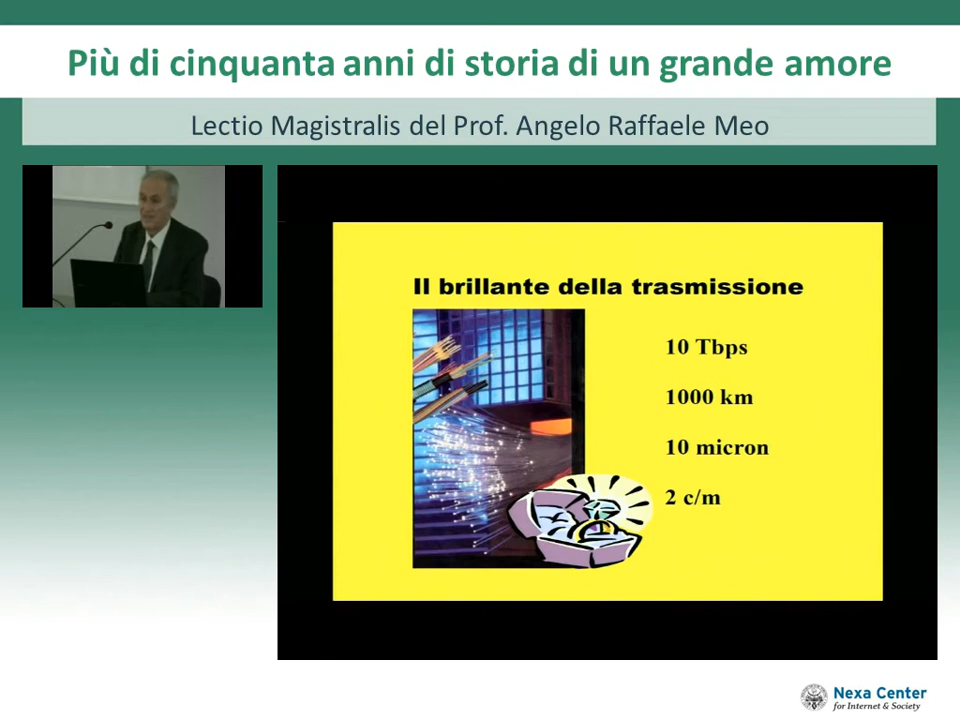 Più di cinquanta anni di storia di un grande amore
Lectio Magistralis del Prof. Angelo Raffaele Meo
Il brillante della trasmissione
10 Tbps
1000 km
10 micron
2 c/m
Nexa Center
for Internet & Society